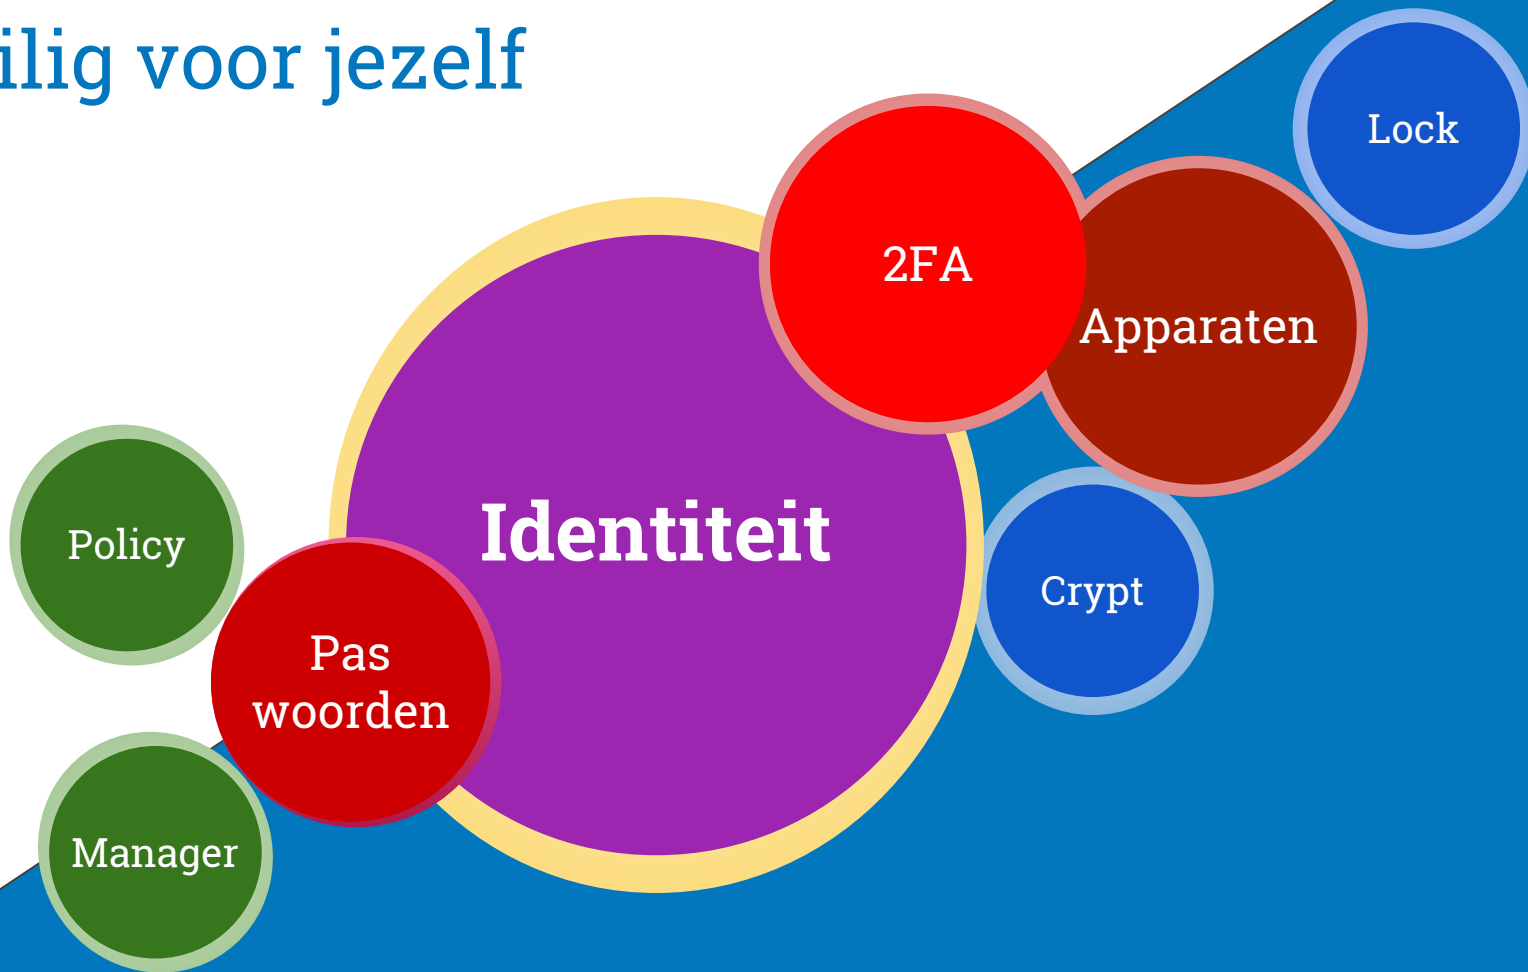 ilig voor jezelf
Lock
2FA
Apparaten
Identiteit
Policy
Crypt
Pas
woorden
Manager